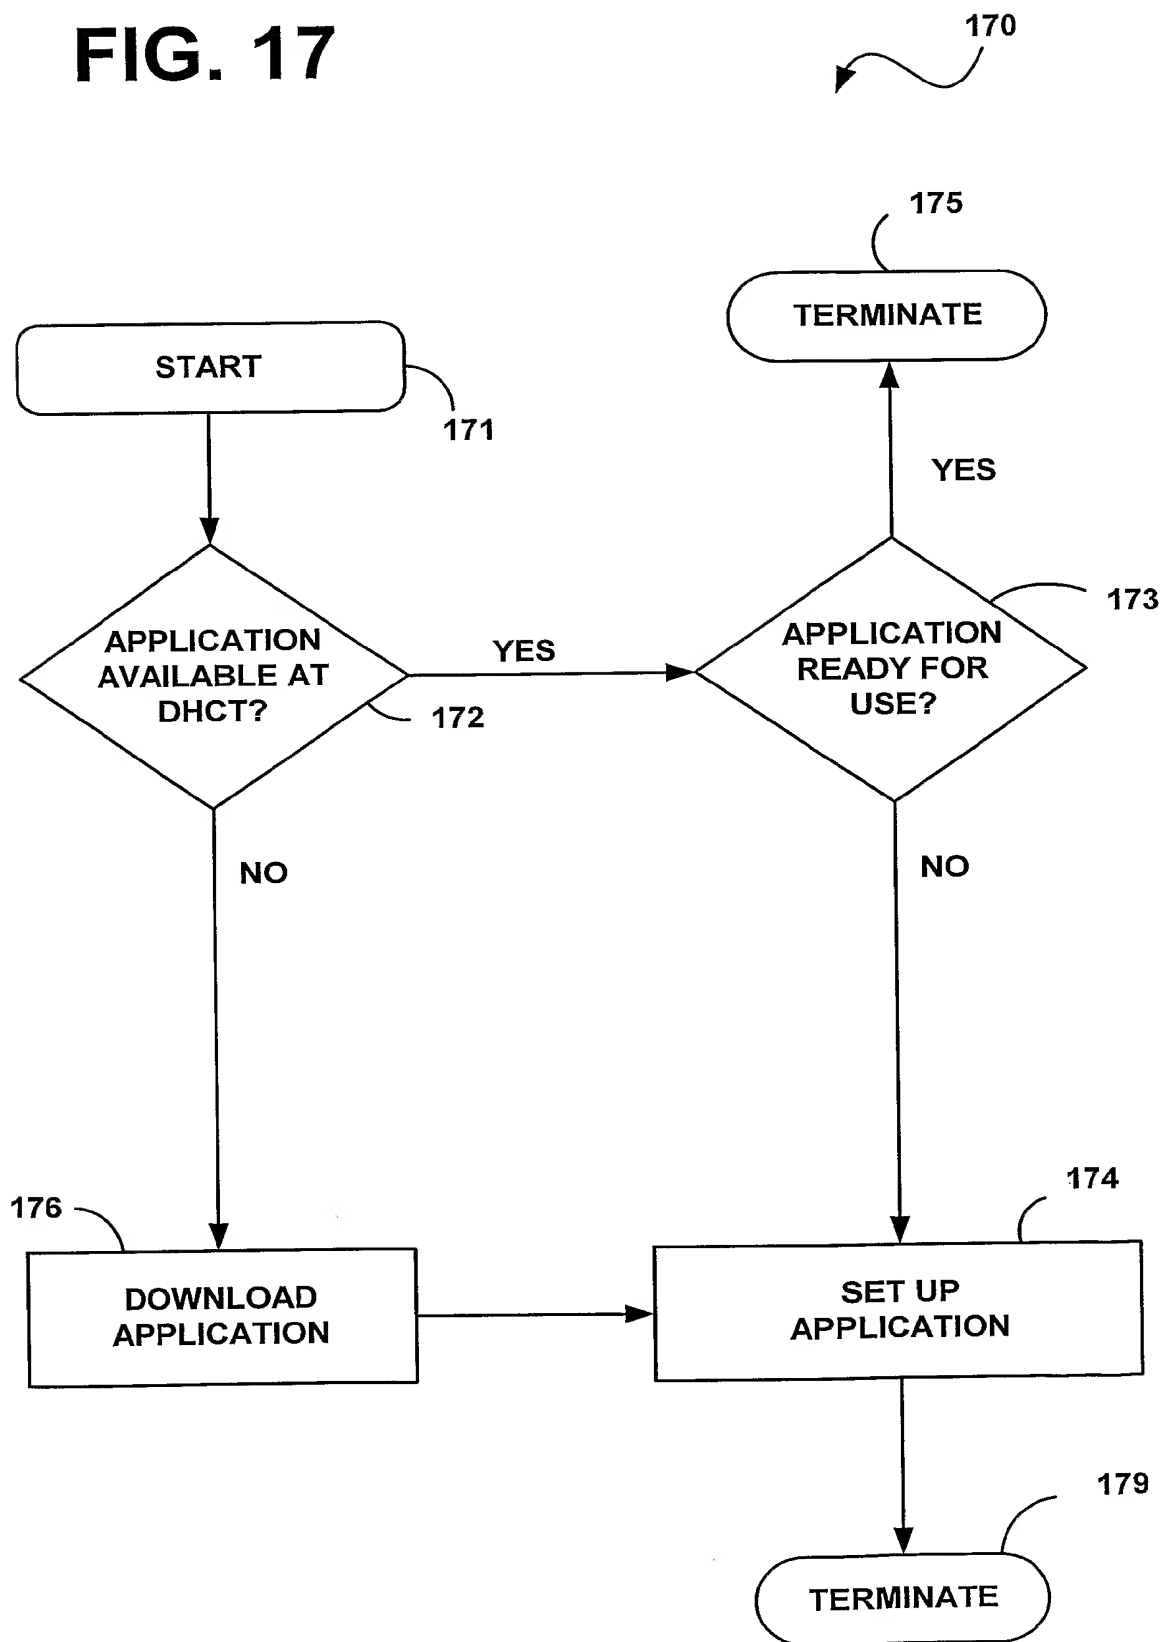 FIG. 17
170
175
TERMINATE
START
171
YES
173
APPLICATION
AVAILABLE AT
DHCT?
YES
APPLICATION
READY FOR
USE?
172
NO
NO
176
174
DOWNLOAD
APPLICATION
SET UP
APPLICATION
179
TERMINATE